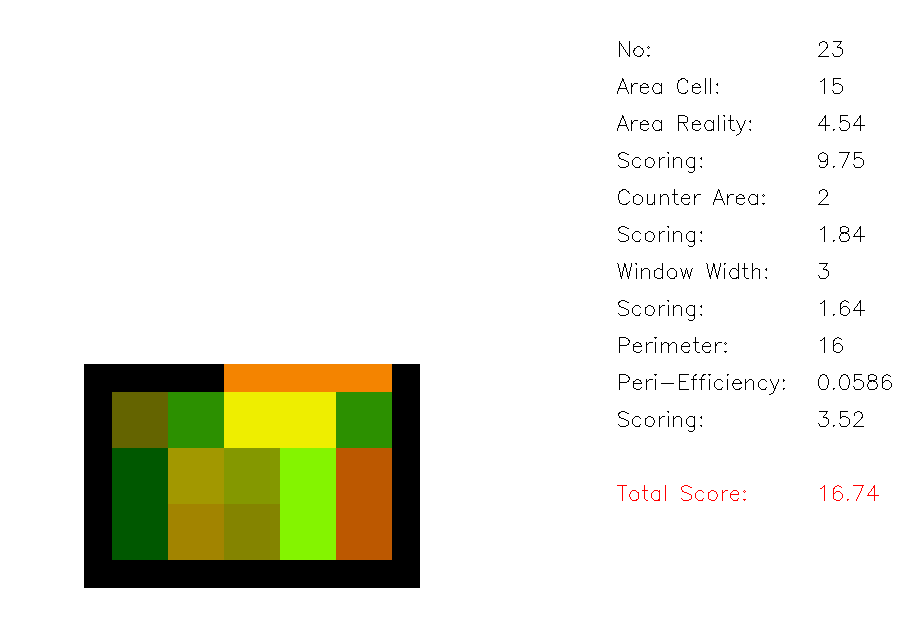 No: 23
Area Cell: 15
Area Reality: 4.54
Scoring: 9.75
Counter Area: 2
Scoring: 1.84
Window Width: 3
Scoring: 1.64
Perimeter: 16
Peri-Efficiency: 0.0586
Scoring: 3.52
Total Score: 16.74